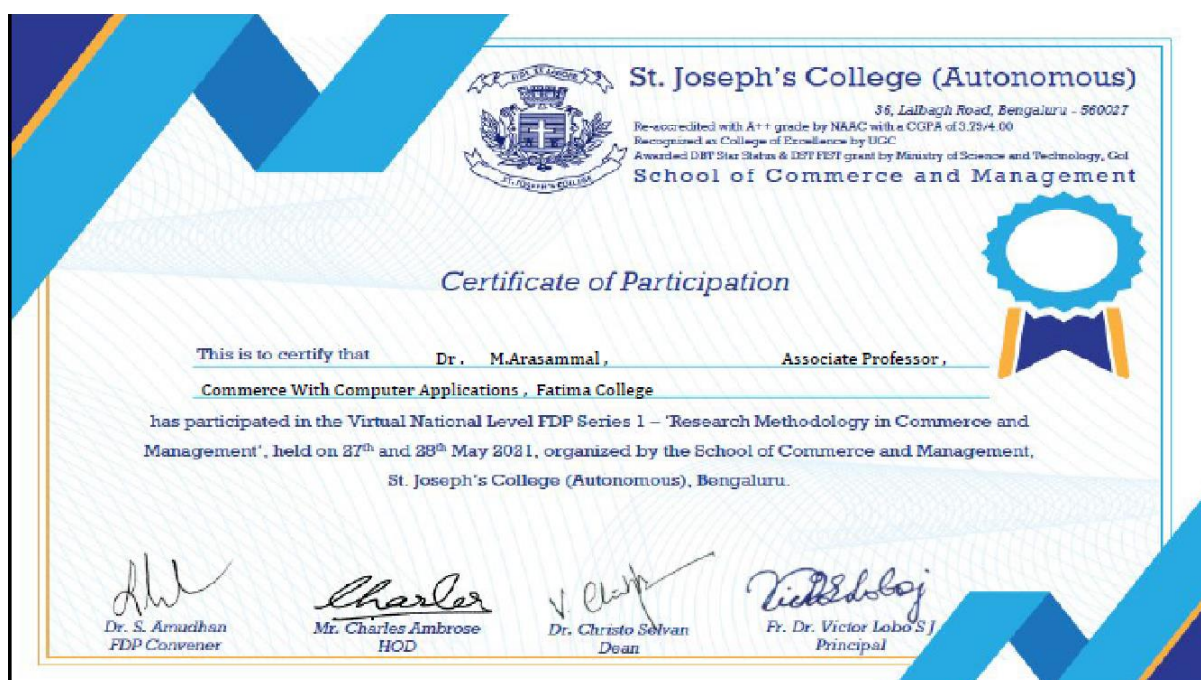 FIDE ET LABORE
ST. JOSEPH'S COLLEGE
St. Joseph's College (Autonomous)
36, Lalbagh Road, Bengaluru - 560027
Re-accredited with A++ grade by NAAC with a CGPA of 3.79/4.00
Recognized as College of Excellence by UGC
Awarded DBT Star Status & DST FIST grant by Ministry of Science and Technology, GoI
School of Commerce and Management
Certificate of Participation
This is to certify that Dr. M.Arasammal, Associate Professor,
Commerce With Computer Applications, Fatima College
has participated in the Virtual National Level FDP Series 1 – 'Research Methodology in Commerce and
Management', held on 27th and 28th May 2021, organized by the School of Commerce and Management,
St. Joseph's College (Autonomous), Bengaluru.
Dr. S. Amudhan
FDP Convener
Charles
Mr. Charles Ambrose
HOD
Dr. Christo Selvan
Dean
Fr. Dr. Victor Lobo S J
Principal